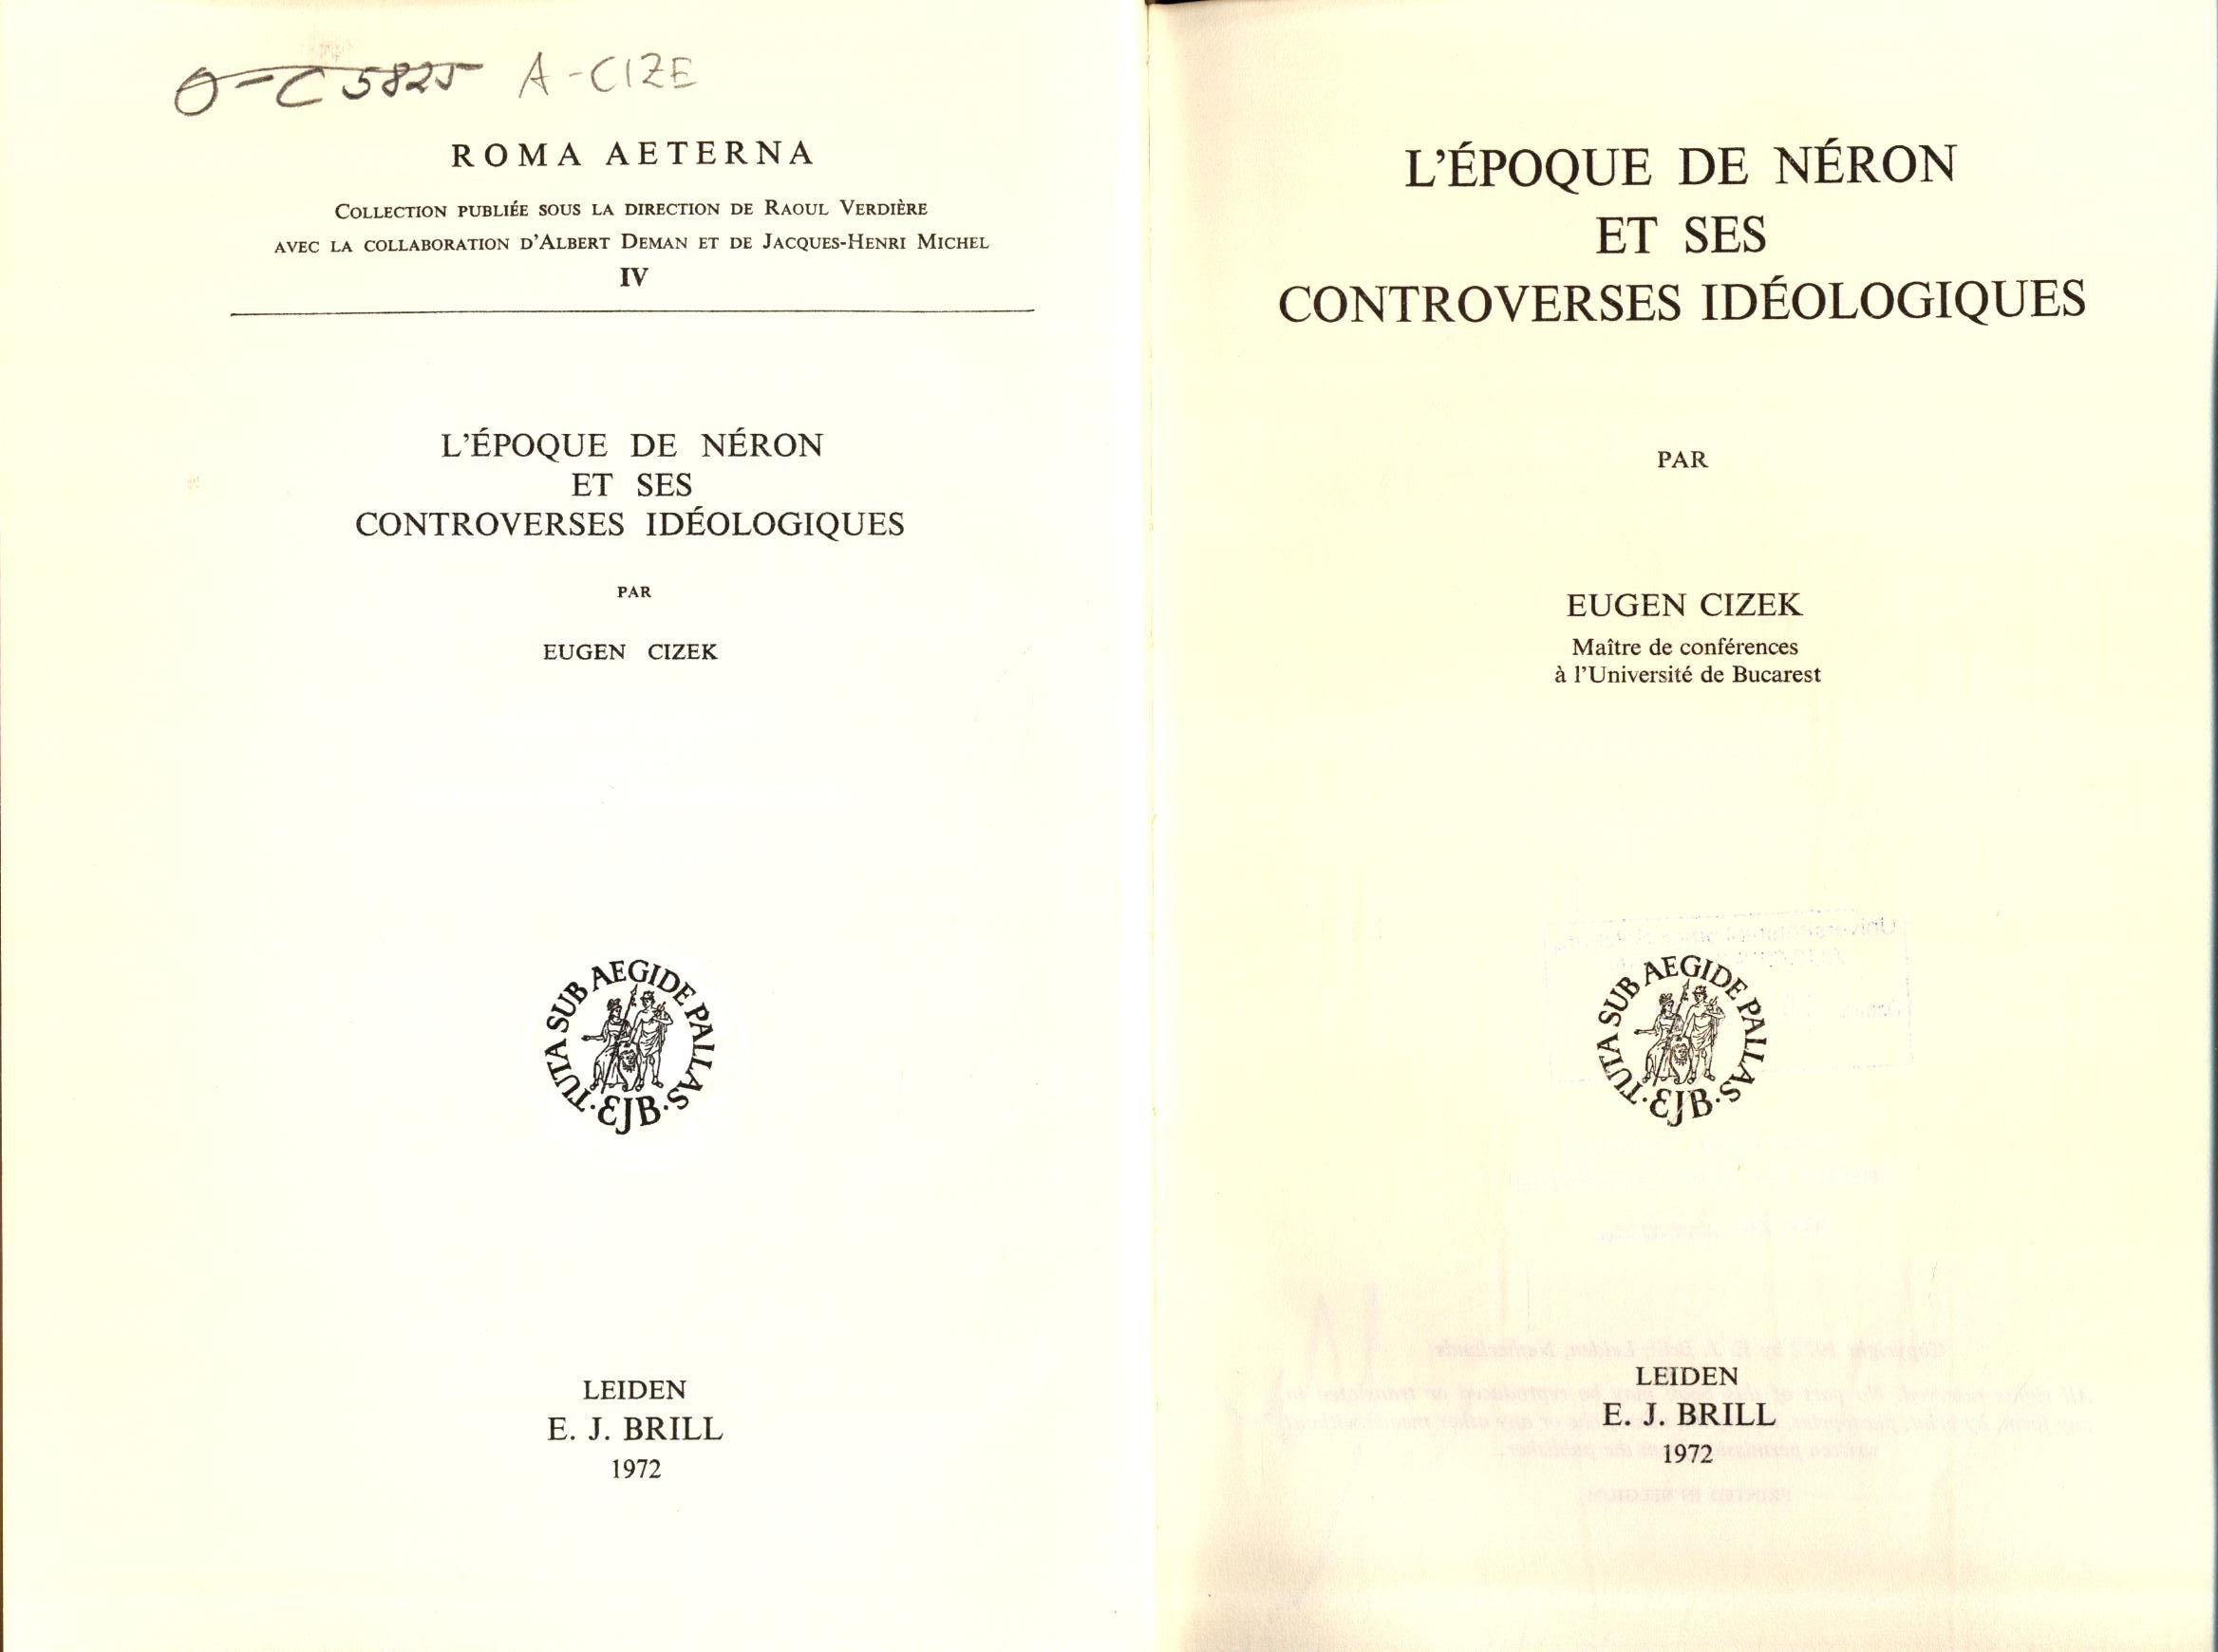 O-C 5825 A-CIZE
ROMA AETERNA
COLLECTION PUBLIÉE SOUS LA DIRECTION DE RAOUL VERDIÈRE
AVEC LA COLLABORATION D'ALBERT DEMAN ET DE JACQUES-HENRI MICHEL
IV
L'ÉPOQUE DE NÉRON
ET SES
CONTROVERSES IDÉOLOGIQUES
PAR
EUGEN CIZEK
TUTA SUB AEGIDE PALLAS
·EJB·
LEIDEN
E. J. BRILL
1972
L'ÉPOQUE DE NÉRON
ET SES
CONTROVERSES IDÉOLOGIQUES
PAR
EUGEN CIZEK
Maître de conférences
à l'Université de Bucarest
TUTA SUB AEGIDE PALLAS
·EJB·
LEIDEN
E. J. BRILL
1972